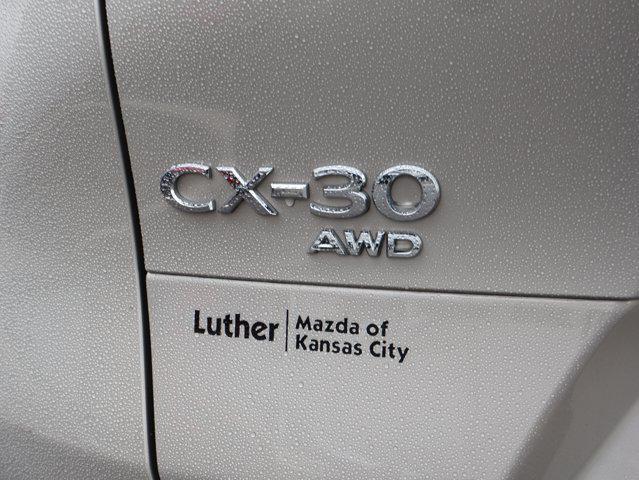 CX-30
AWD
Luther
Mazda of
Kansas City